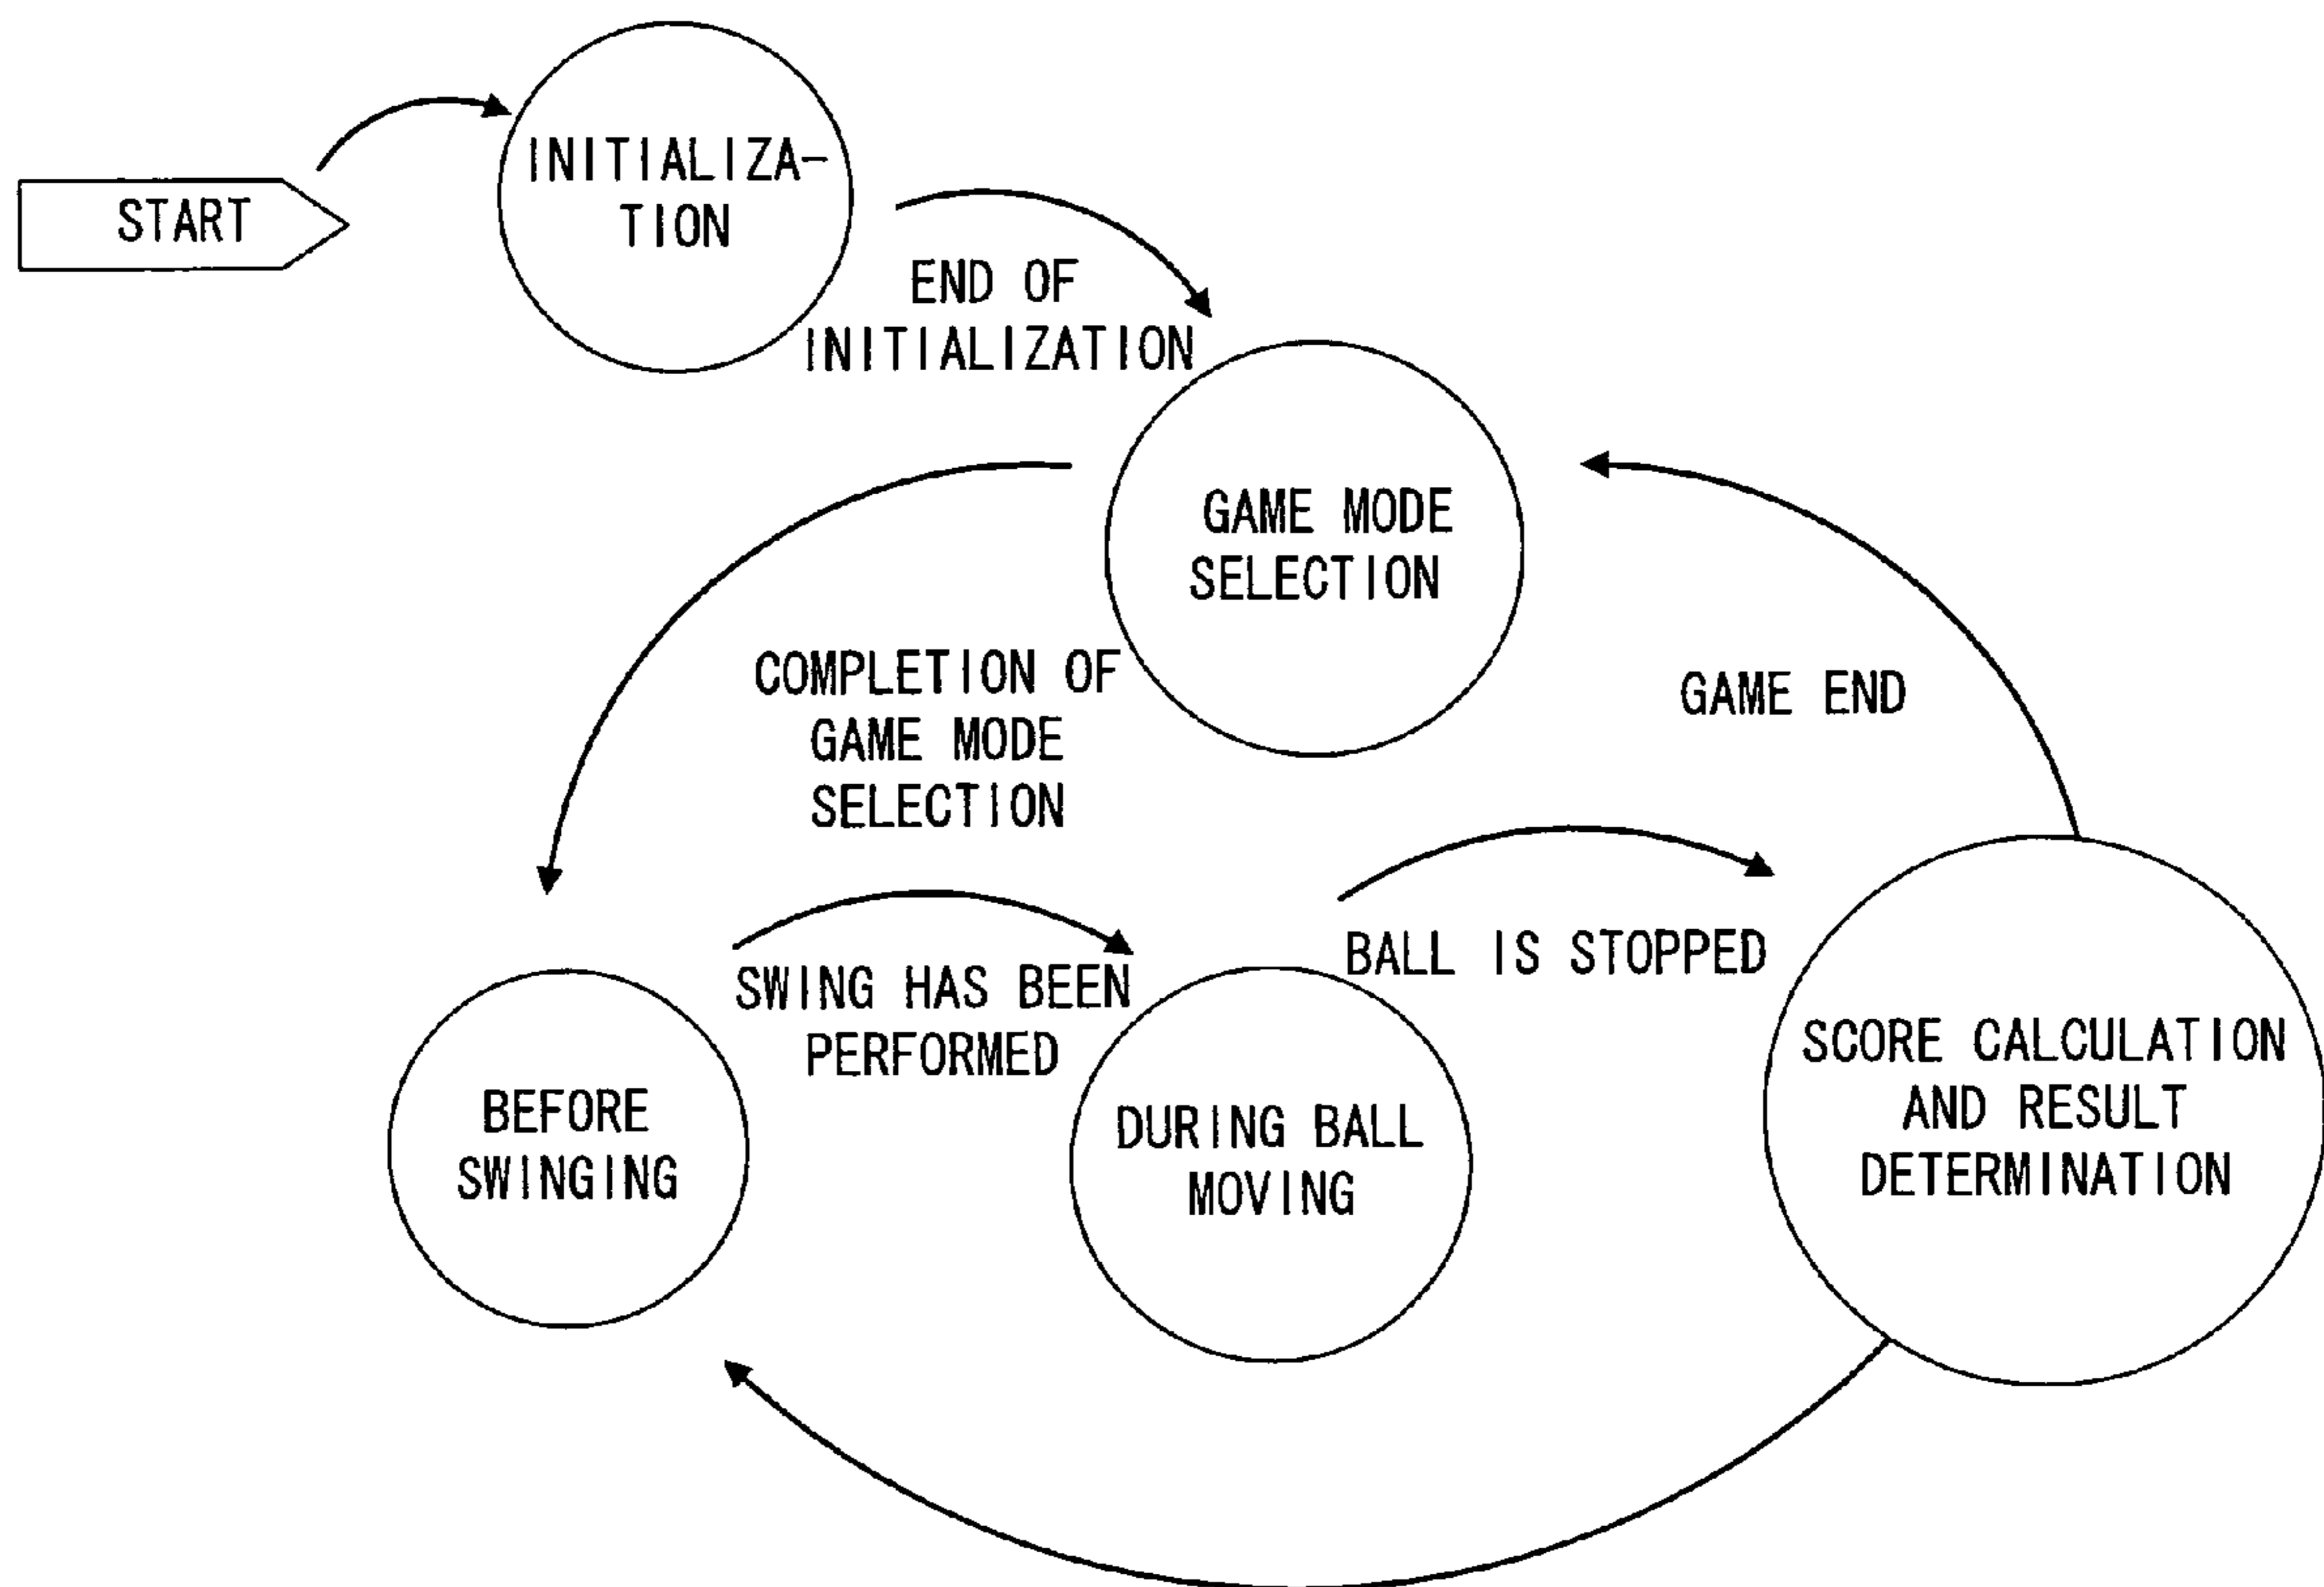 START
INITIALIZA-
TION
END OF
INITIALIZATION
GAME MODE
SELECTION
COMPLETION OF
GAME MODE
SELECTION
GAME END
SWING HAS BEEN
PERFORMED
BALL IS STOPPED
BEFORE
SWINGING
DURING BALL
MOVING
SCORE CALCULATION
AND RESULT
DETERMINATION